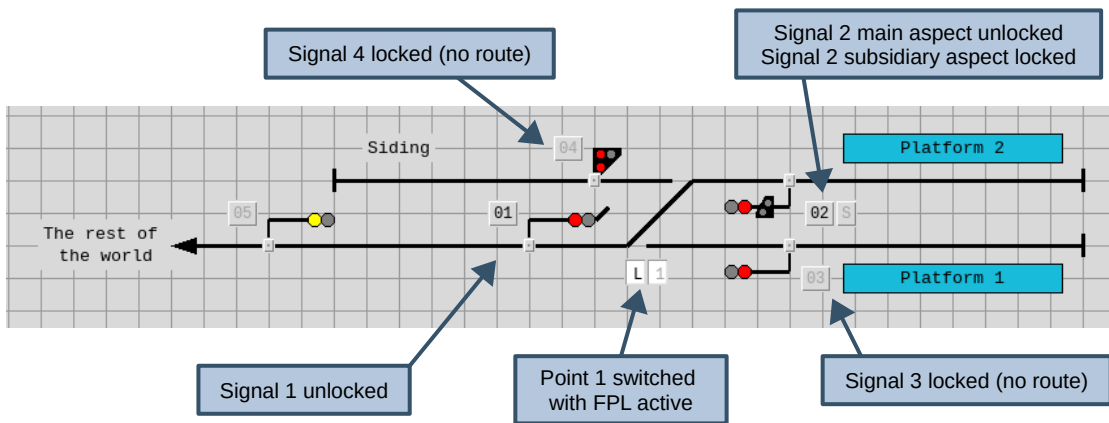 Signal 4 locked (no route)
Signal 2 main aspect unlocked
Signal 2 subsidiary aspect locked
Siding
04
Platform 2
05
01
02 S
The rest of
the world
L 1
03
Platform 1
Signal 1 unlocked
Point 1 switched
with FPL active
Signal 3 locked (no route)